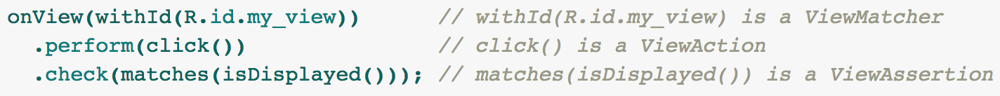 onView(withId(R.id.my_view)) // withId(R.id.my_view) is a ViewMatcher
.perform(click()) // click() is a ViewAction
.check(matches(isDisplayed())); // matches(isDisplayed()) is a ViewAssertion